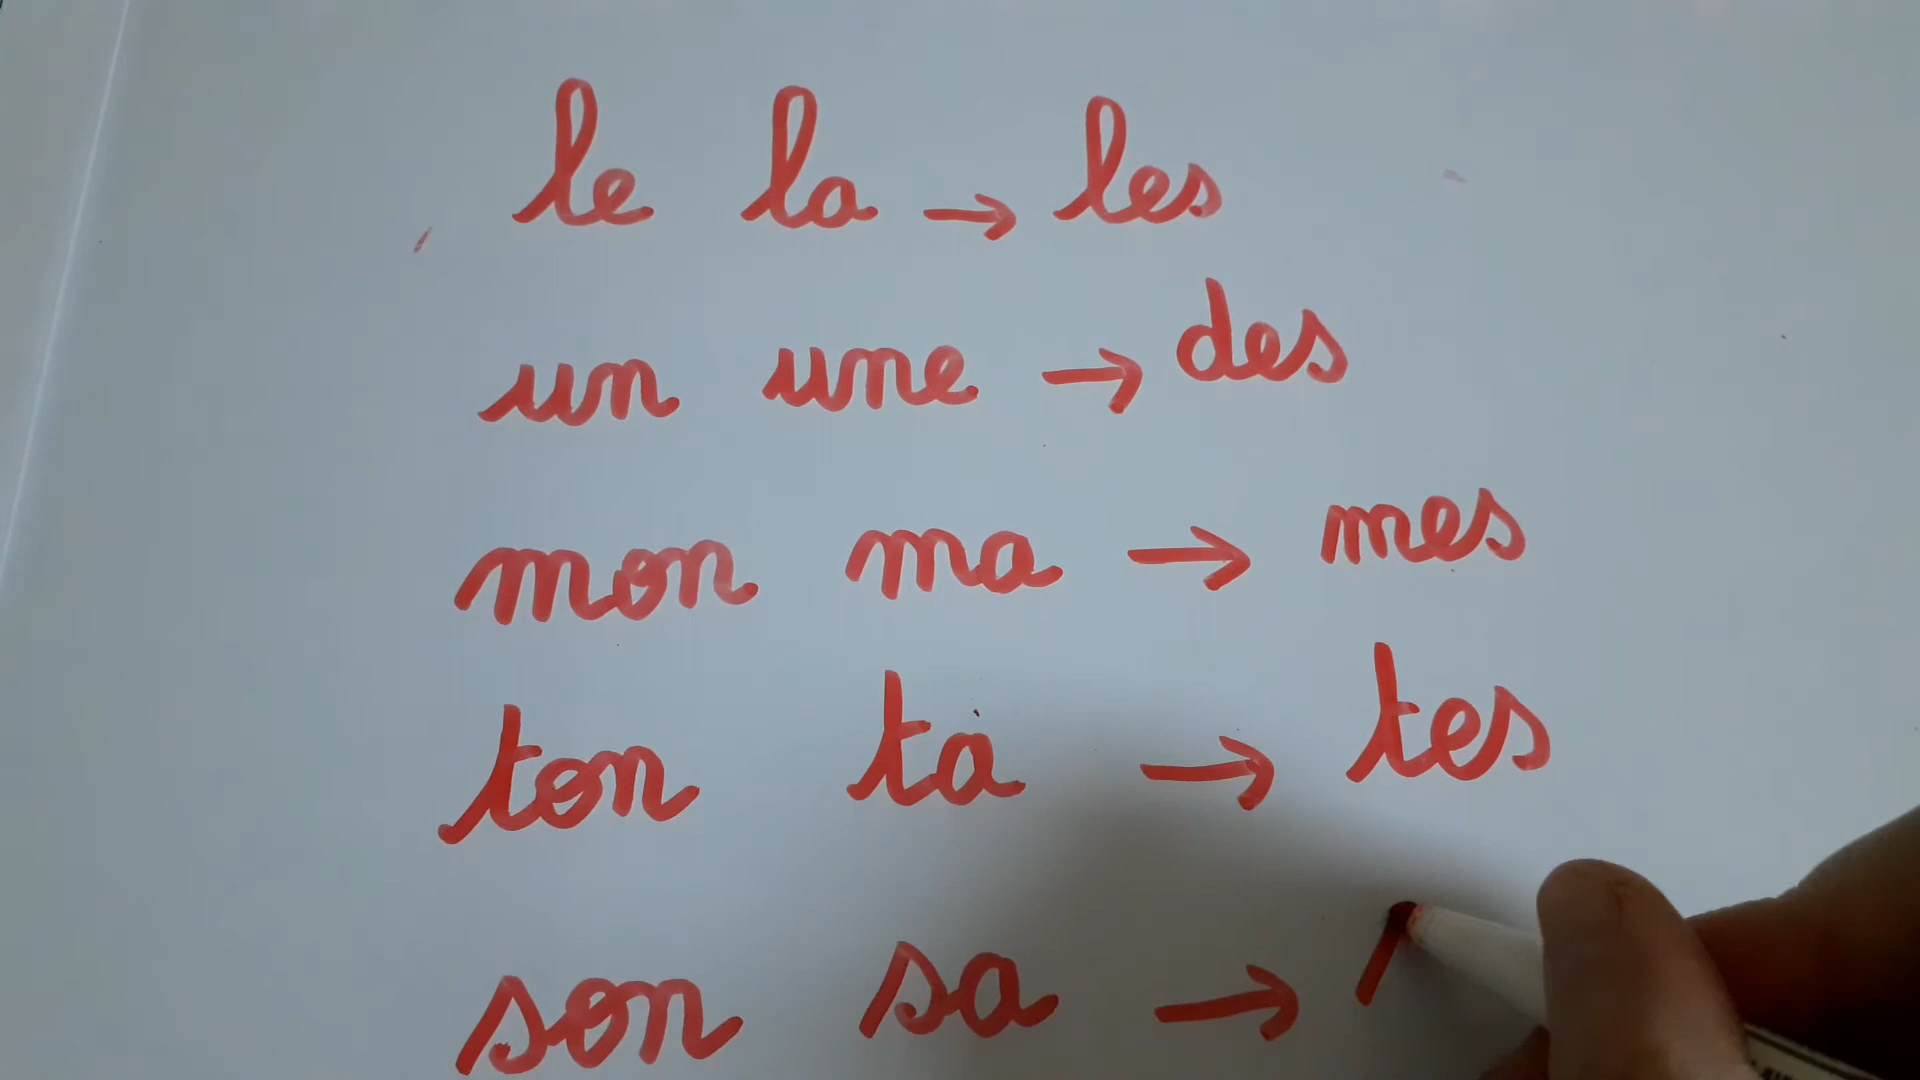 le la → les
un une → des
mon ma → mes
ton ta → tes
son sa →